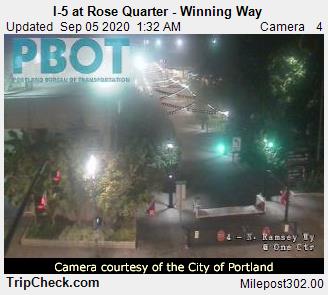 I-5 at Rose Quarter - Winning Way
Updated Sep 05 2020 1:32 AM Camera 4
PBOT
PORTLAND BUREAU OF TRANSPORTATION
4 - N. Ramsey Wy
@ One Ctr
Camera courtesy of the City of Portland
TripCheck.com Milepost302.00